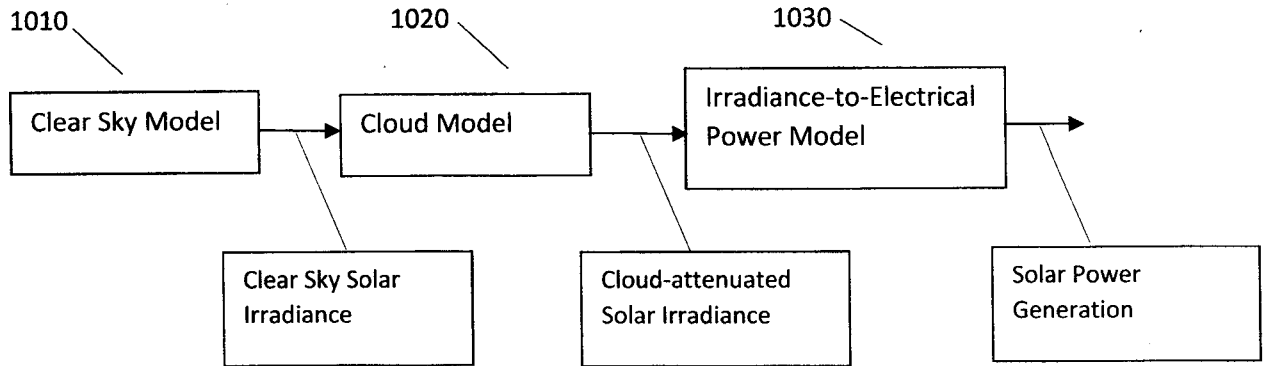 1010
1020
1030
Clear Sky Model
Cloud Model
Irradiance-to-Electrical
Power Model
Clear Sky Solar
Irradiance
Cloud-attenuated
Solar Irradiance
Solar Power
Generation